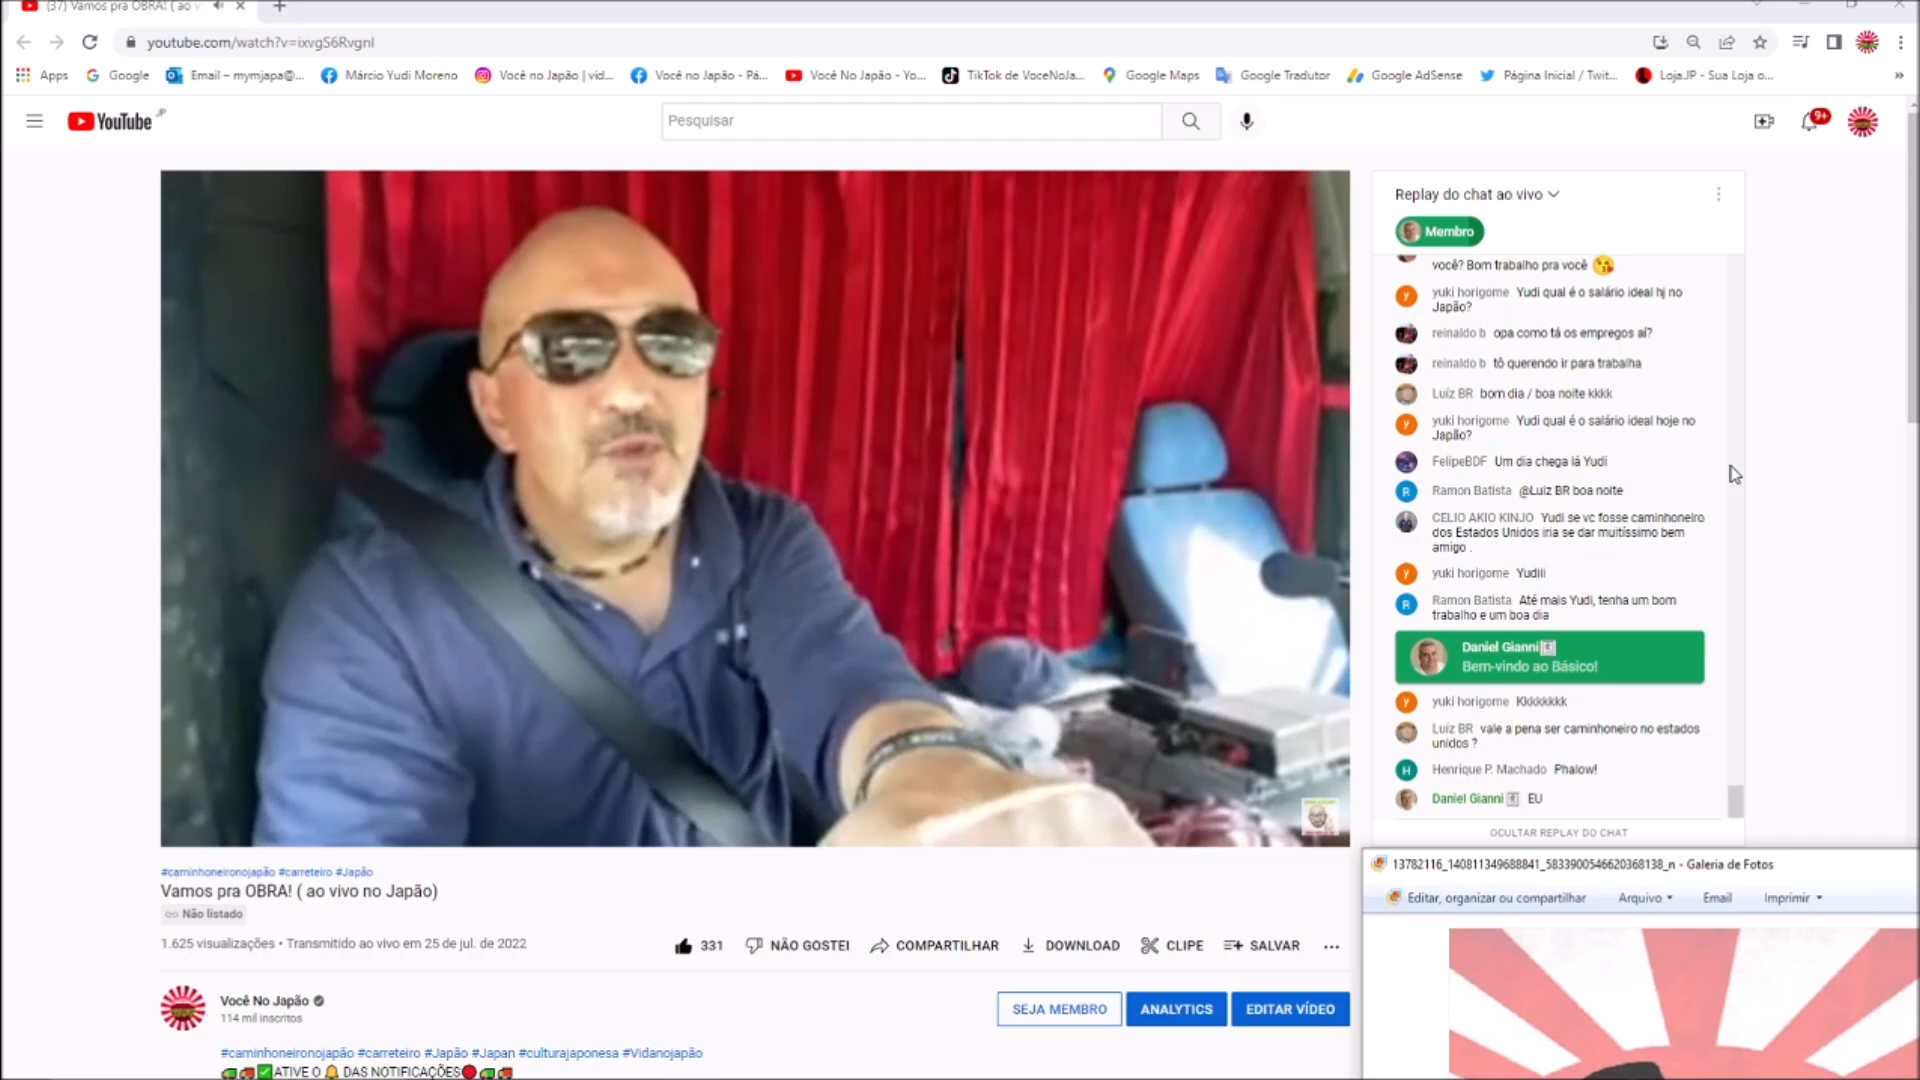 (37) Vamos pra OBRA! ( ao v
youtube.com/watch?v=ixvgS6RvgnI
Apps Google Email – mymjapa@... Márcio Yudi Moreno Você no Japão | vid... Você no Japão - Pá... Você No Japão - Yo... TikTok de VoceNoJa... Google Maps Google Tradutor Google AdSense Página Inicial / Twit... LojaJP - Sua Loja o... »
YouTube JP
Pesquisar
9+
Replay do chat ao vivo
Membro
você? Bom trabalho pra você 😘
yuki horigome Yudi qual é o salário ideal hj no
Japão?
reinaldo b opa como tá os empregos aí?
reinaldo b tô querendo ir para trabalha
Luíz BR bom dia / boa noite kkkk
yuki horigome Yudi qual é o salário ideal hoje no
Japão?
FelipeBDF Um dia chega lá Yudi
Ramon Batista @Luiz BR boa noite
CELIO AKIO KINJO Yudi se vc fosse caminhoneiro
dos Estados Unidos iria se dar muitíssimo bem
amigo .
yuki horigome Yudiii
Ramon Batista Até mais Yudi, tenha um bom
trabalho e um boa dia
Daniel Gianni
Bem-vindo ao Básico!
yuki horigome Kkkkkkkk
Luíz BR vale a pena ser caminhoneiro no estados
unidos ?
Henrique P. Machado Phalow!
Daniel Gianni EU
OCULTAR REPLAY DO CHAT
#caminhoneironojapão #carreteiro #Japão
Vamos pra OBRA! ( ao vivo no Japão)
Não listado
1.625 visualizações • Transmitido ao vivo em 25 de jul. de 2022
331 NÃO GOSTEI COMPARTILHAR DOWNLOAD CLIPE SALVAR ...
Você No Japão
114 mil inscritos
SEJA MEMBRO ANALYTICS EDITAR VÍDEO
#caminhoneironojapão #carreteiro #Japão #Japan #culturajaponesa #Vidanojapão
ATIVE O 🔔 DAS NOTIFICAÇÕES
13782116_140811349688841_5833900546620368138_n - Galeria de Fotos
Editar, organizar ou compartilhar Arquivo Email Imprimir